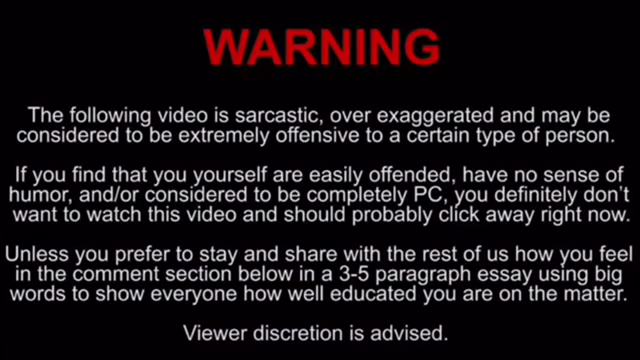 WARNING
The following video is sarcastic, over exaggerated and may be
considered to be extremely offensive to a certain type of person.
If you find that you yourself are easily offended, have no sense of
humor, and/or considered to be completely PC, you definitely don't
want to watch this video and should probably click away right now.
Unless you prefer to stay and share with the rest of us how you feel
in the comment section below in a 3-5 paragraph essay using big
words to show everyone how well educated you are on the matter.
Viewer discretion is advised.